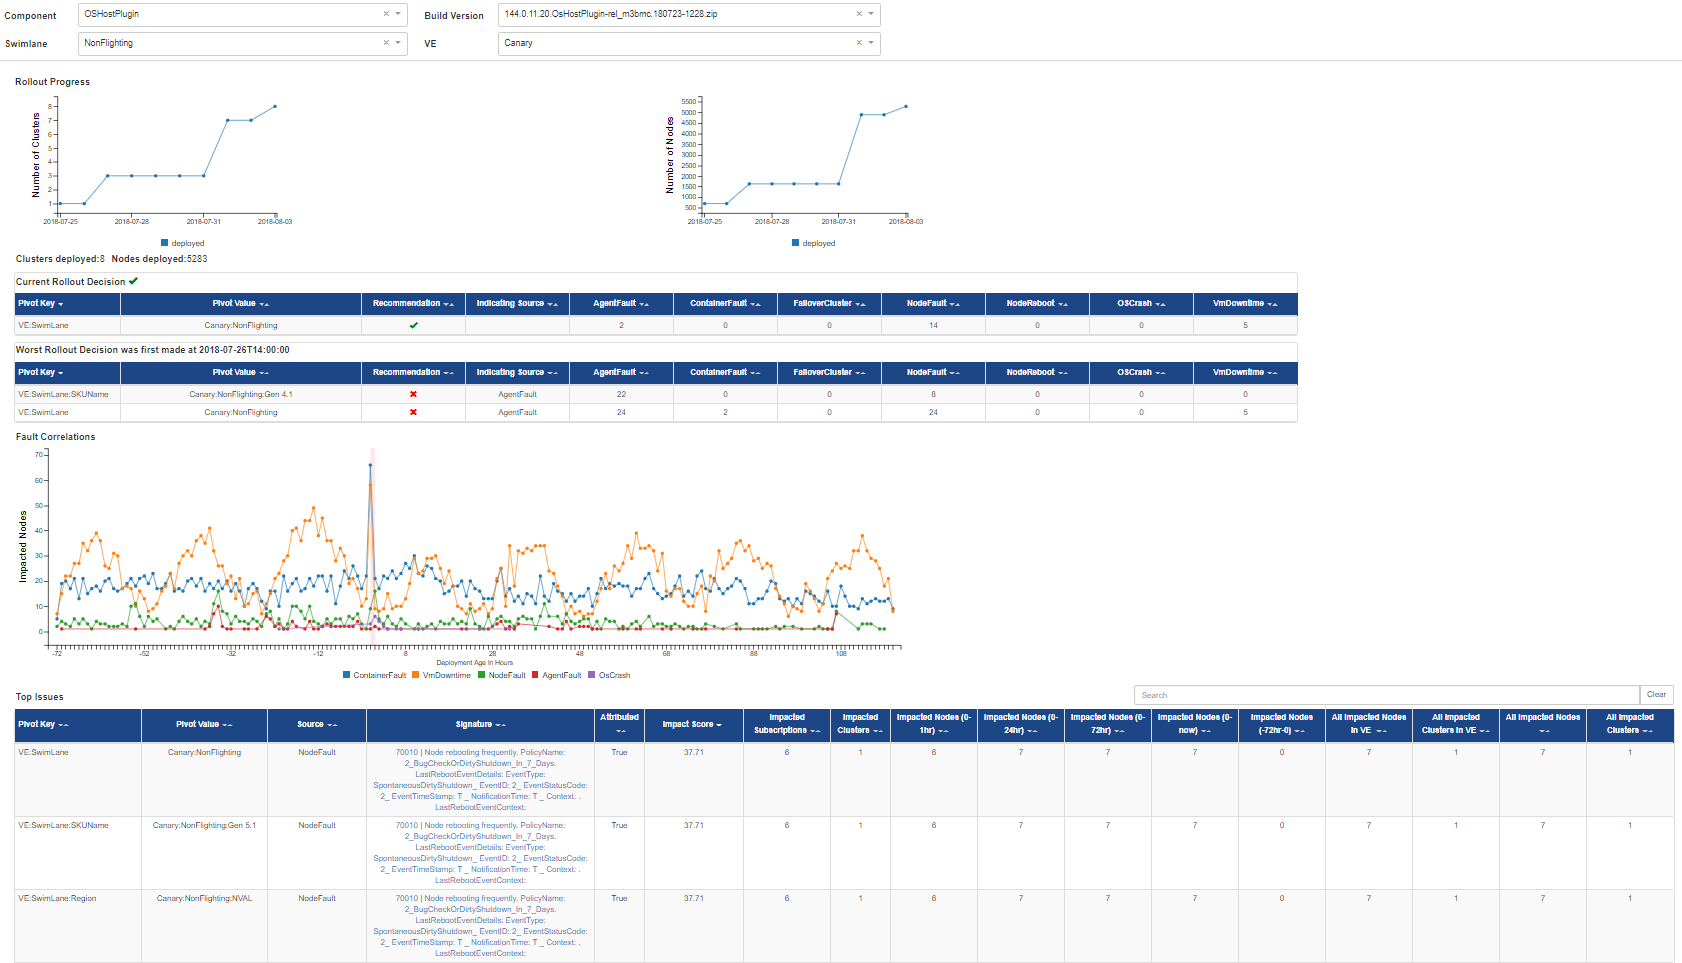 Component OSHostPlugin × Build Version 144.0.11.20.OsHostPlugin-rel_m3bmc.180723-1228.zip ×
Swimlane NonFlighting × VE Canary ×
Rollout Progress
Number of Clusters
8
7
6
5
4
3
2
1
2018-07-25 2018-07-28 2018-07-31 2018-08-03
deployed
Number of Nodes
5500
5000
4500
4000
3500
3000
2500
2000
1500
1000
500
2018-07-25 2018-07-28 2018-07-31 2018-08-03
deployed
Clusters deployed:8 Nodes deployed:5283
Current Rollout Decision
Pivot Key Pivot Value Recommendation Indicating Source AgentFault ContainerFault FailoverCluster NodeFault NodeReboot OSCrash VmDowntime
VE:SwimLane Canary:NonFlighting 2 0 0 14 0 0 5
Worst Rollout Decision was first made at 2018-07-26T14:00:00
Pivot Key Pivot Value Recommendation Indicating Source AgentFault ContainerFault FailoverCluster NodeFault NodeReboot OSCrash VmDowntime
VE:SwimLane:SKUName Canary:NonFlighting:Gen 4.1 AgentFault 22 0 0 8 0 0 0
VE:SwimLane Canary:NonFlighting AgentFault 24 2 0 24 0 0 5
Fault Correlations
Impacted Nodes
70
60
50
40
30
20
10
0
-72 -52 -32 -12 8 28 48 68 88 108
Deployment Age In Hours
ContainerFault VmDowntime NodeFault AgentFault OsCrash
Top Issues
Search Clear
Pivot Key Pivot Value Source Signature Attributed Impact Score Impacted Subscriptions Impacted Clusters Impacted Nodes (0-1hr) Impacted Nodes (0-24hr) Impacted Nodes (0-72hr) Impacted Nodes (0-now) Impacted Nodes (-72hr-0) All Impacted Nodes In VE All Impacted Clusters In VE All Impacted Nodes All Impacted Clusters
VE:SwimLane Canary:NonFlighting NodeFault 70010 | Node rebooting frequently. PolicyName: True 37.71 6 1 6 7 7 7 0 7 1 7 1
2_BugCheckOrDirtyShutdown_In_7_Days.
LastRebootEventDetails: EventType:
SpontaneousDirtyShutdown_ EventID: 2_ EventStatusCode:
2_ EventTimeStamp: T _ NotificationTime: T _ Context: .
LastRebootEventContext:
VE:SwimLane:SKUName Canary:NonFlighting:Gen 5.1 NodeFault 70010 | Node rebooting frequently. PolicyName: True 37.71 6 1 6 7 7 7 0 7 1 7 1
2_BugCheckOrDirtyShutdown_In_7_Days.
LastRebootEventDetails: EventType:
SpontaneousDirtyShutdown_ EventID: 2_ EventStatusCode:
2_ EventTimeStamp: T _ NotificationTime: T _ Context: .
LastRebootEventContext:
VE:SwimLane:Region Canary:NonFlighting:NVAL NodeFault 70010 | Node rebooting frequently. PolicyName: True 37.71 6 1 6 7 7 7 0 7 1 7 1
2_BugCheckOrDirtyShutdown_In_7_Days.
LastRebootEventDetails: EventType:
SpontaneousDirtyShutdown_ EventID: 2_ EventStatusCode:
2_ EventTimeStamp: T _ NotificationTime: T _ Context: .
LastRebootEventContext: